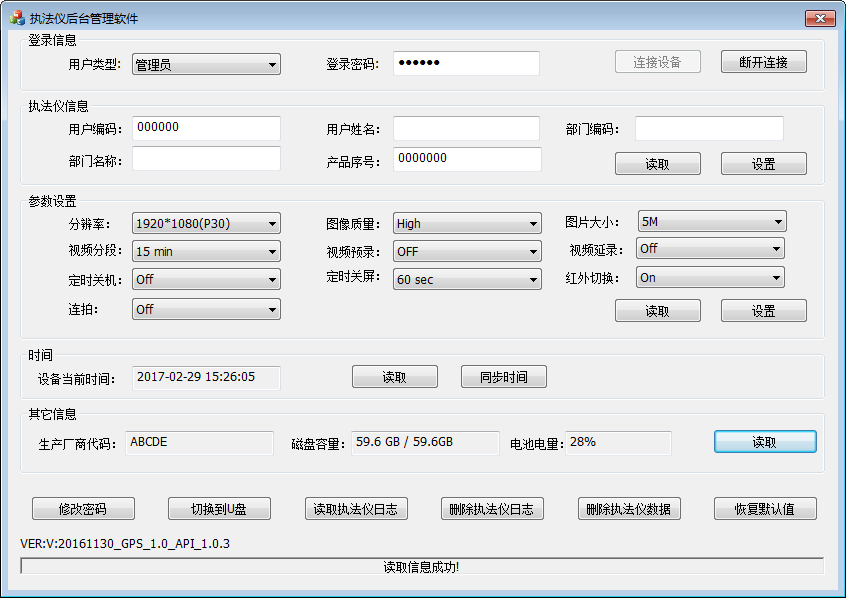 执法仪后台管理软件
登录信息
用户类型: 管理员 登录密码: ●●●●●● 连接设备 断开连接
执法仪信息
用户编码: 000000 用户姓名: 部门编码:
部门名称: 产品序号: 0000000 读取 设置
参数设置
分辨率: 1920*1080(P30) 图像质量: High 图片大小: 5M
视频分段: 15 min 视频预录: OFF 视频延录: Off
定时关机: Off 定时关屏: 60 sec 红外切换: On
连拍: Off 读取 设置
时间
设备当前时间: 2017-02-29 15:26:05 读取 同步时间
其它信息
生产厂商代码: ABCDE 磁盘容量: 59.6 GB / 59.6GB 电池电量: 28% 读取
修改密码 切换到U盘 读取执法仪日志 删除执法仪日志 删除执法仪数据 恢复默认值
VER:V:20161130_GPS_1.0_API_1.0.3
读取信息成功!